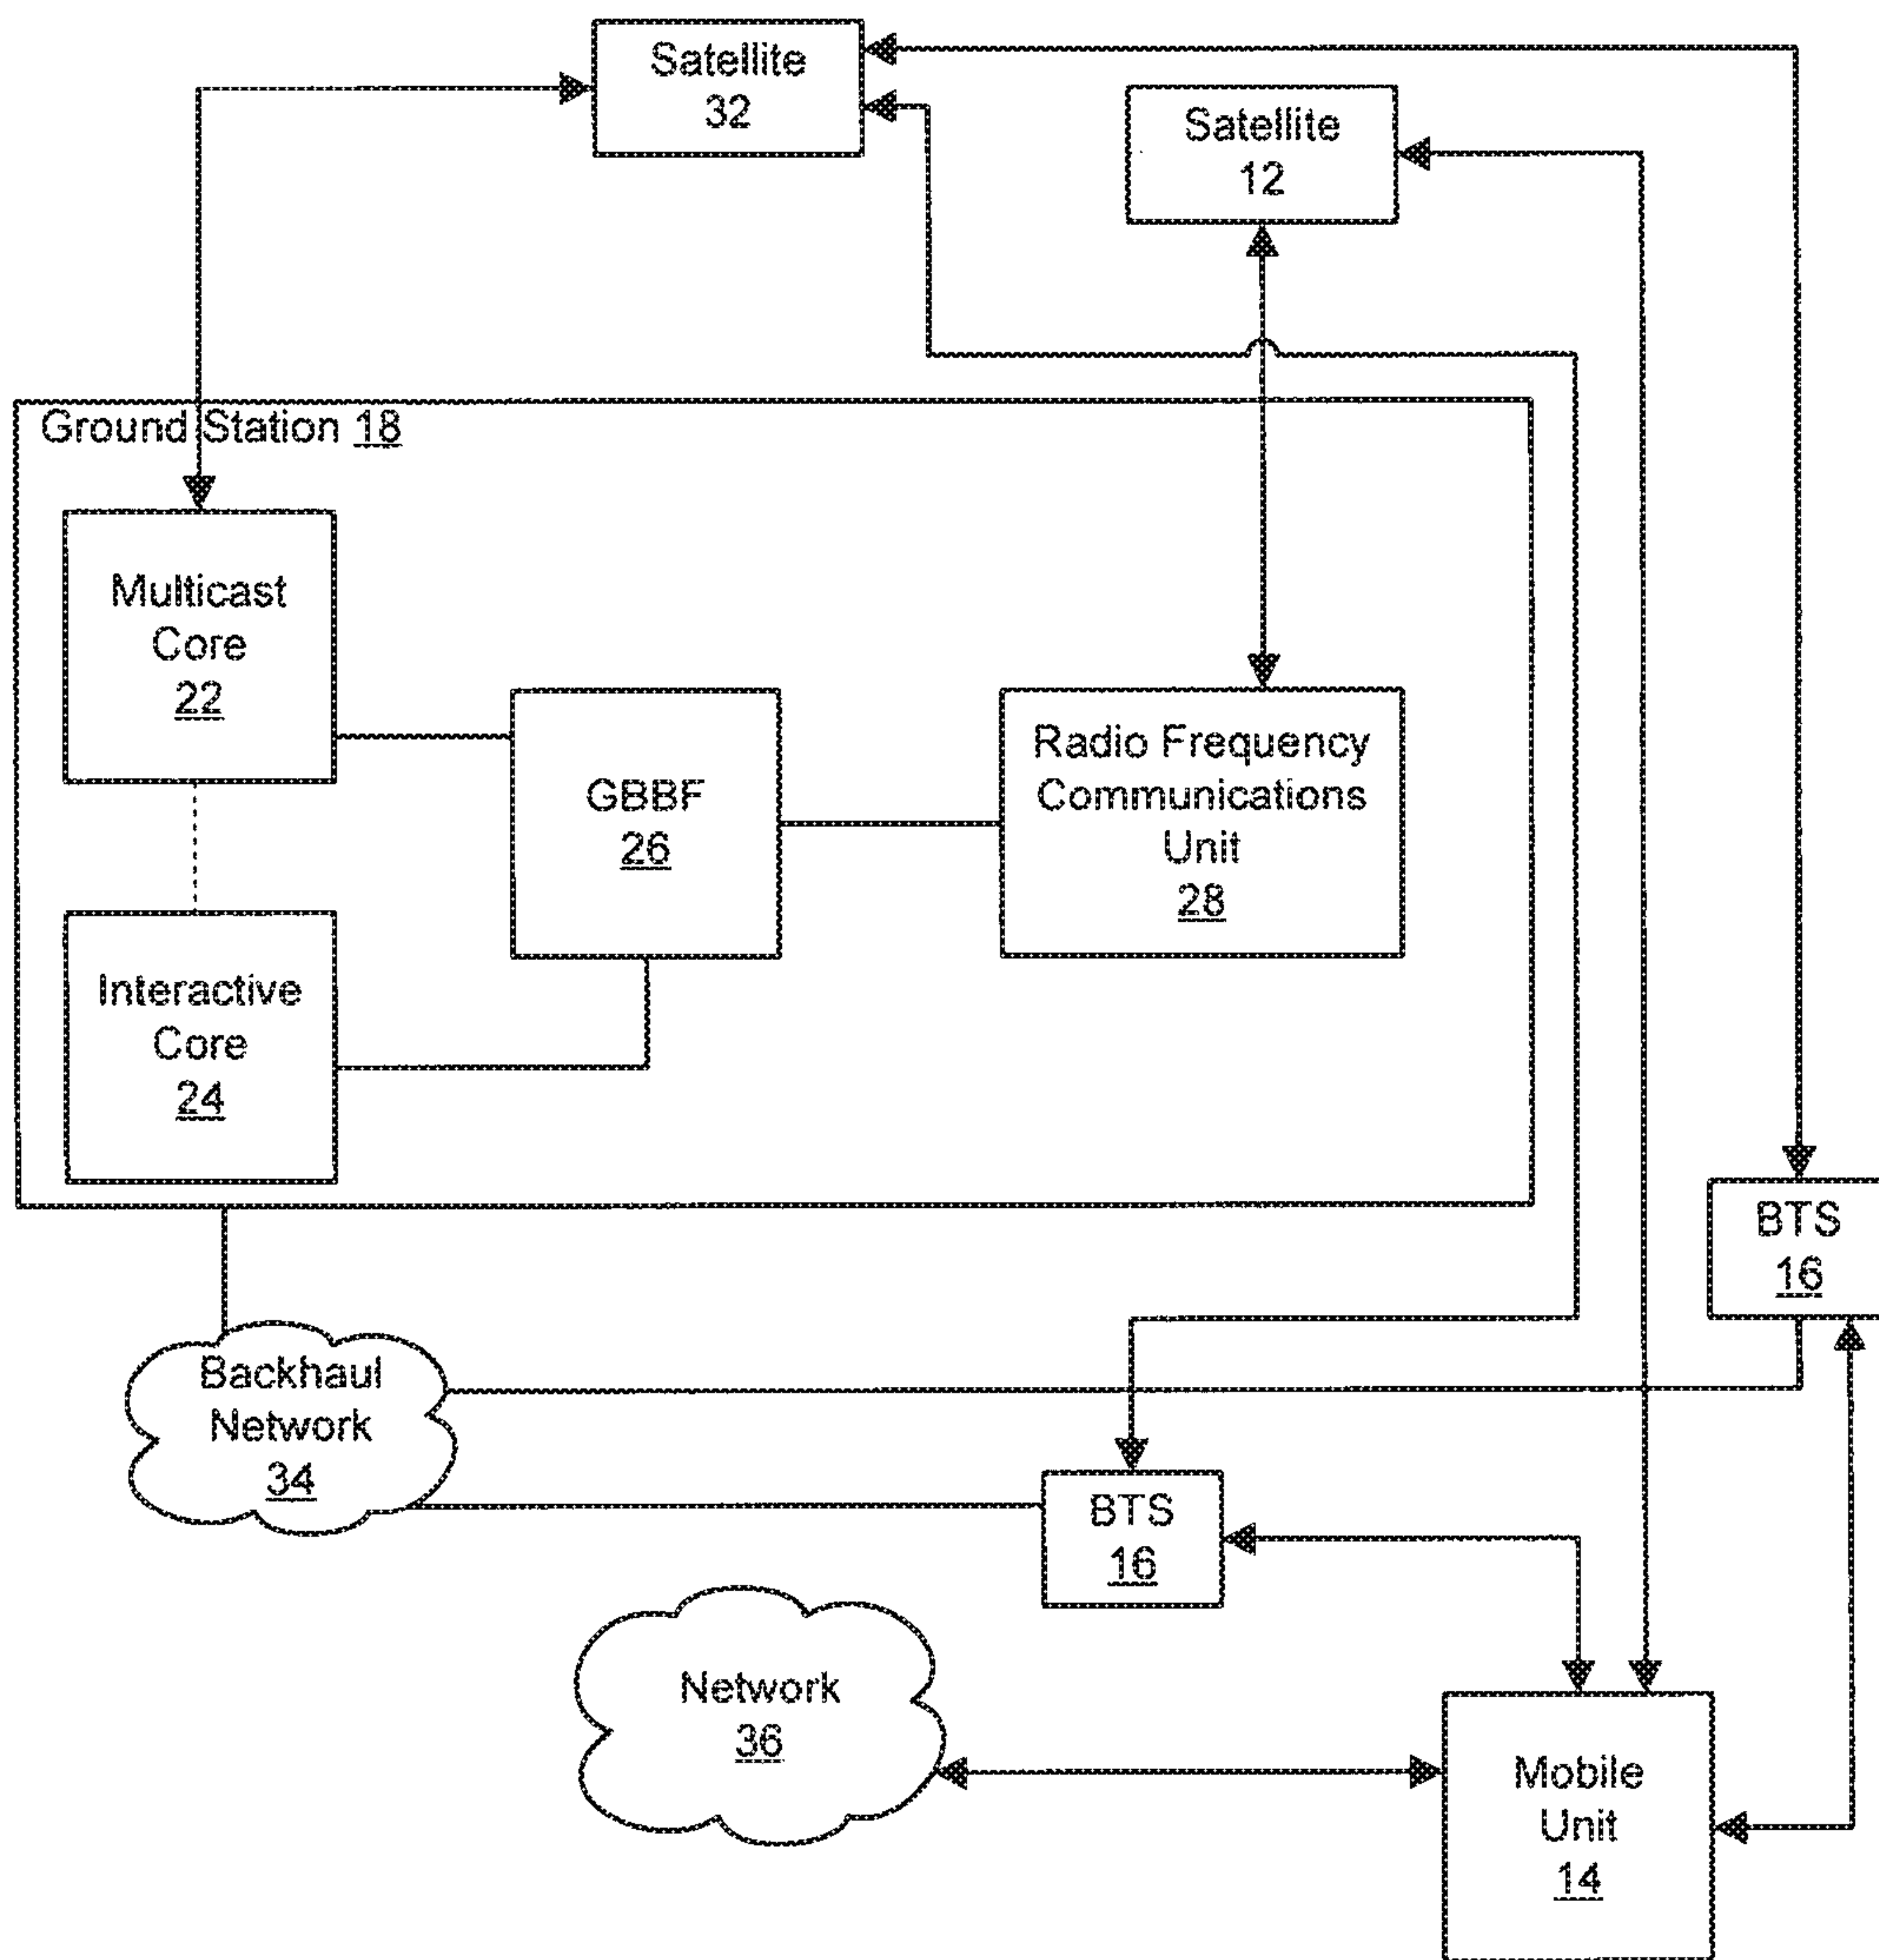 Satellite
32
Satellite
12
Ground Station 18
Multicast
Core
22
GBBF
26
Radio Frequency
Communications
Unit
28
Interactive
Core
24
BTS
16
Backhaul
Network
34
BTS
16
Network
36
Mobile
Unit
14